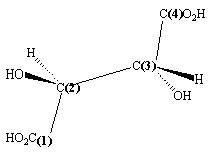 C(4)O₂H
H
C(3)
HO
C(2)
H
OH
HO₂C(1)